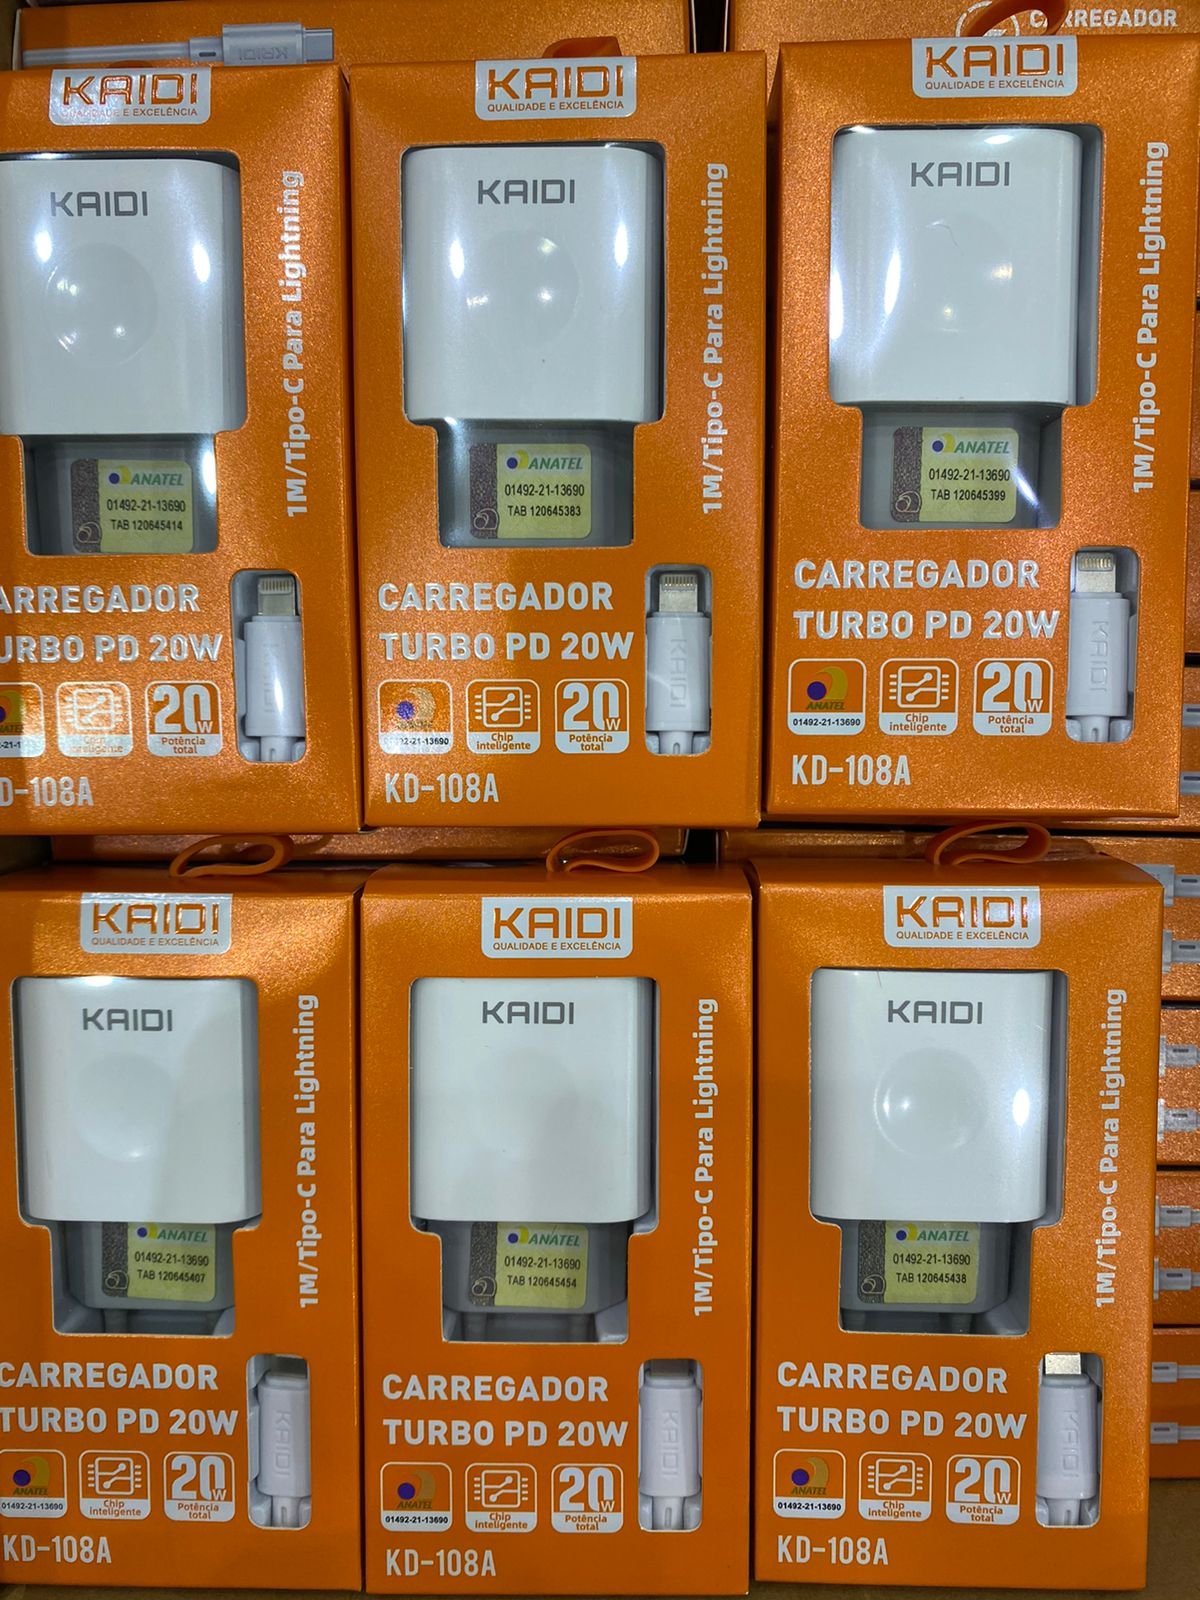 KAIDI
CARREGADOR
KAIDI
QUALIDADE E EXCELÊNCIA
KAIDI
1M/Tipo-C Para Lightning
ANATEL
01492-21-13690
TAB 120645414
ARREGADOR
URBO PD 20W
KAIDI
20W
Potência
total
D-108A
KAIDI
QUALIDADE E EXCELÊNCIA
KAIDI
1M/Tipo-C Para Lightning
ANATEL
01492-21-13690
TAB 120645383
CARREGADOR
TURBO PD 20W
KAIDI
Chip
inteligente
20W
Potência
total
KD-108A
KAIDI
QUALIDADE E EXCELÊNCIA
KAIDI
1M/Tipo-C Para Lightning
ANATEL
01492-21-13690
TAB 120645399
CARREGADOR
TURBO PD 20W
KAIDI
ANATEL
01492-21-13690
Chip
inteligente
20W
Potência
total
KD-108A
KAIDI
QUALIDADE E EXCELÊNCIA
KAIDI
1M/Tipo-C Para Lightning
ANATEL
01492-21-13690
TAB 120645407
CARREGADOR
TURBO PD 20W
KAIDI
ANATEL
01492-21-13690
Chip
inteligente
20W
Potência
total
KD-108A
KAIDI
QUALIDADE E EXCELÊNCIA
KAIDI
1M/Tipo-C Para Lightning
ANATEL
01492-21-13690
TAB 120645454
CARREGADOR
TURBO PD 20W
KAIDI
ANATEL
01492-21-13690
Chip
inteligente
20W
Potência
total
KD-108A
KAIDI
QUALIDADE E EXCELÊNCIA
KAIDI
1M/Tipo-C Para Lightning
ANATEL
01492-21-13690
TAB 120645438
CARREGADOR
TURBO PD 20W
KAIDI
ANATEL
01492-21-13690
Chip
inteligente
20W
Potência
total
KD-108A